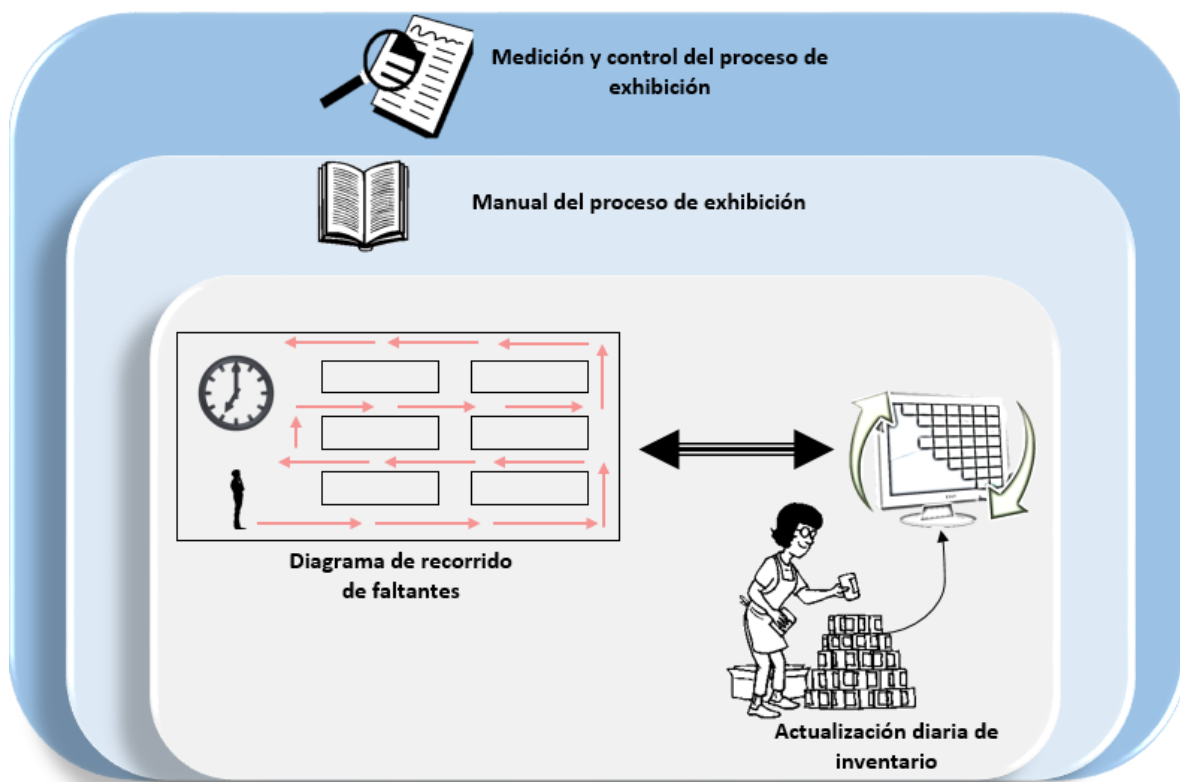 Medición y control del proceso de
exhibición
Manual del proceso de exhibición
Diagrama de recorrido
de faltantes
Actualización diaria de
inventario